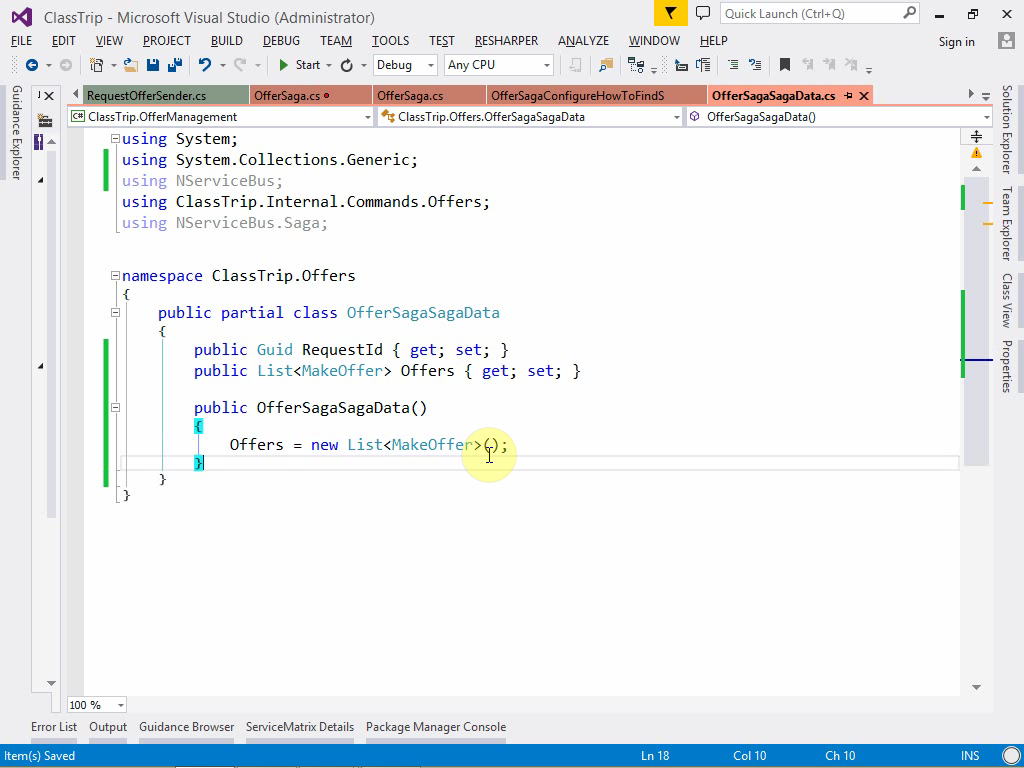 ClassTrip - Microsoft Visual Studio (Administrator)
Quick Launch (Ctrl+Q)
FILE EDIT VIEW PROJECT BUILD DEBUG TEAM TOOLS TEST RESHARPER ANALYZE WINDOW HELP
Sign in
Start Debug Any CPU
RequestOfferSender.cs OfferSaga.cs OfferSaga.cs OfferSagaConfigureHowToFindS OfferSagaSagaData.cs
ClassTrip.OfferManagement ClassTrip.Offers.OfferSagaSagaData OfferSagaSagaData()
Guidance Explorer
using System;
using System.Collections.Generic;
using NServiceBus;
using ClassTrip.Internal.Commands.Offers;
using NServiceBus.Saga;
namespace ClassTrip.Offers
{
public partial class OfferSagaSagaData
{
public Guid RequestId { get; set; }
public List<MakeOffer> Offers { get; set; }
public OfferSagaSagaData()
{
Offers = new List<MakeOffer>();
}
}
}
Solution Explorer
Team Explorer
Class View
Properties
100 %
Error List Output Guidance Browser ServiceMatrix Details Package Manager Console
Item(s) Saved Ln 18 Col 10 Ch 10 INS